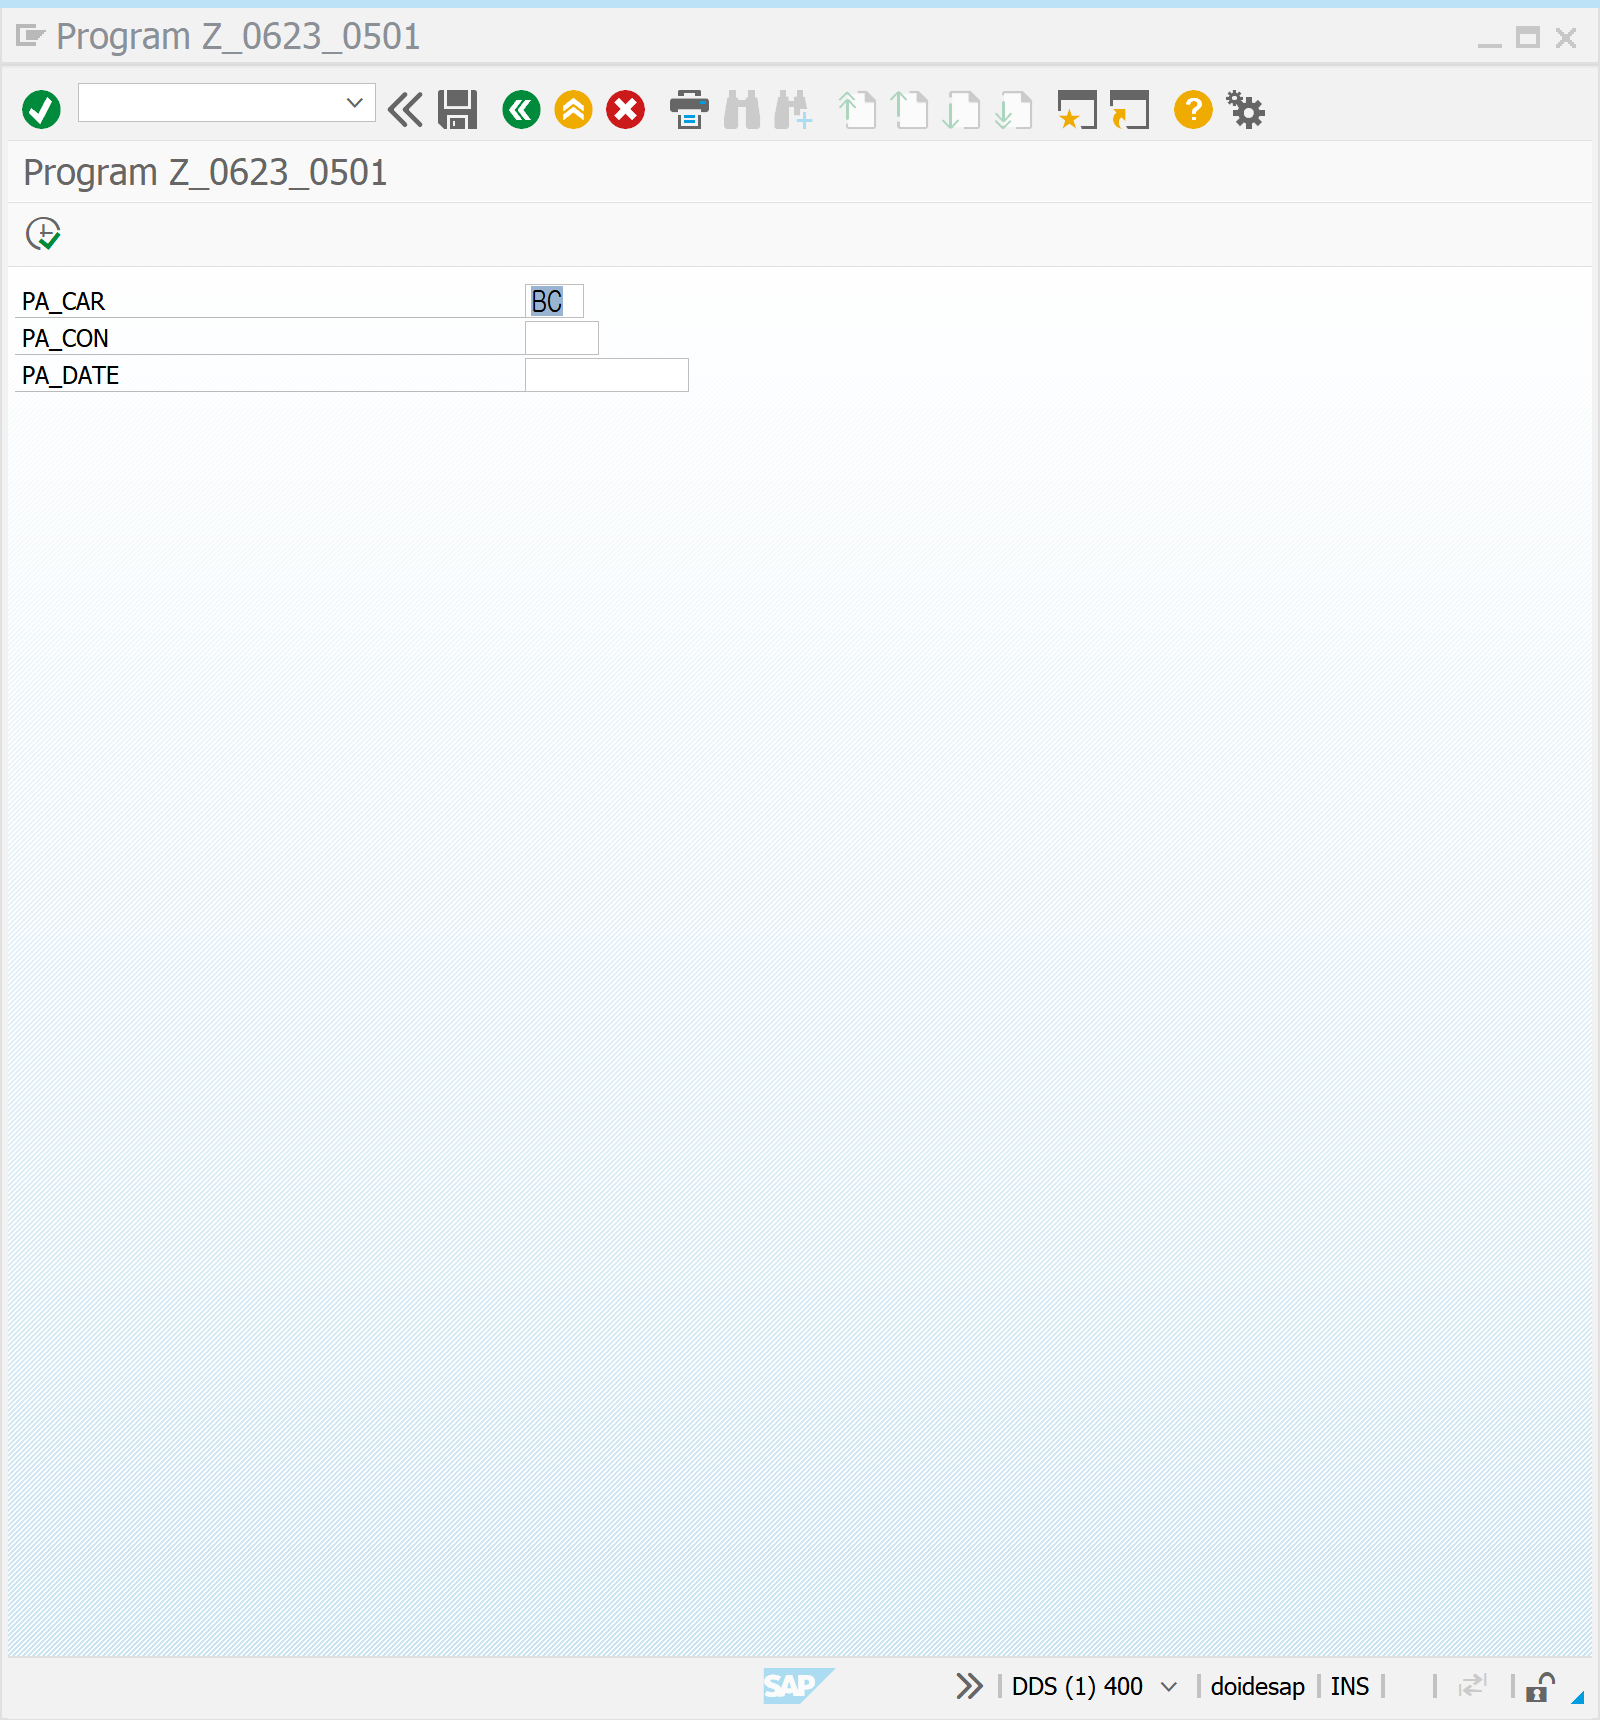 Program Z_0623_0501
Program Z_0623_0501
PA_CAR BC
PA_CON
PA_DATE
SAP DDS (1) 400 doidesap INS